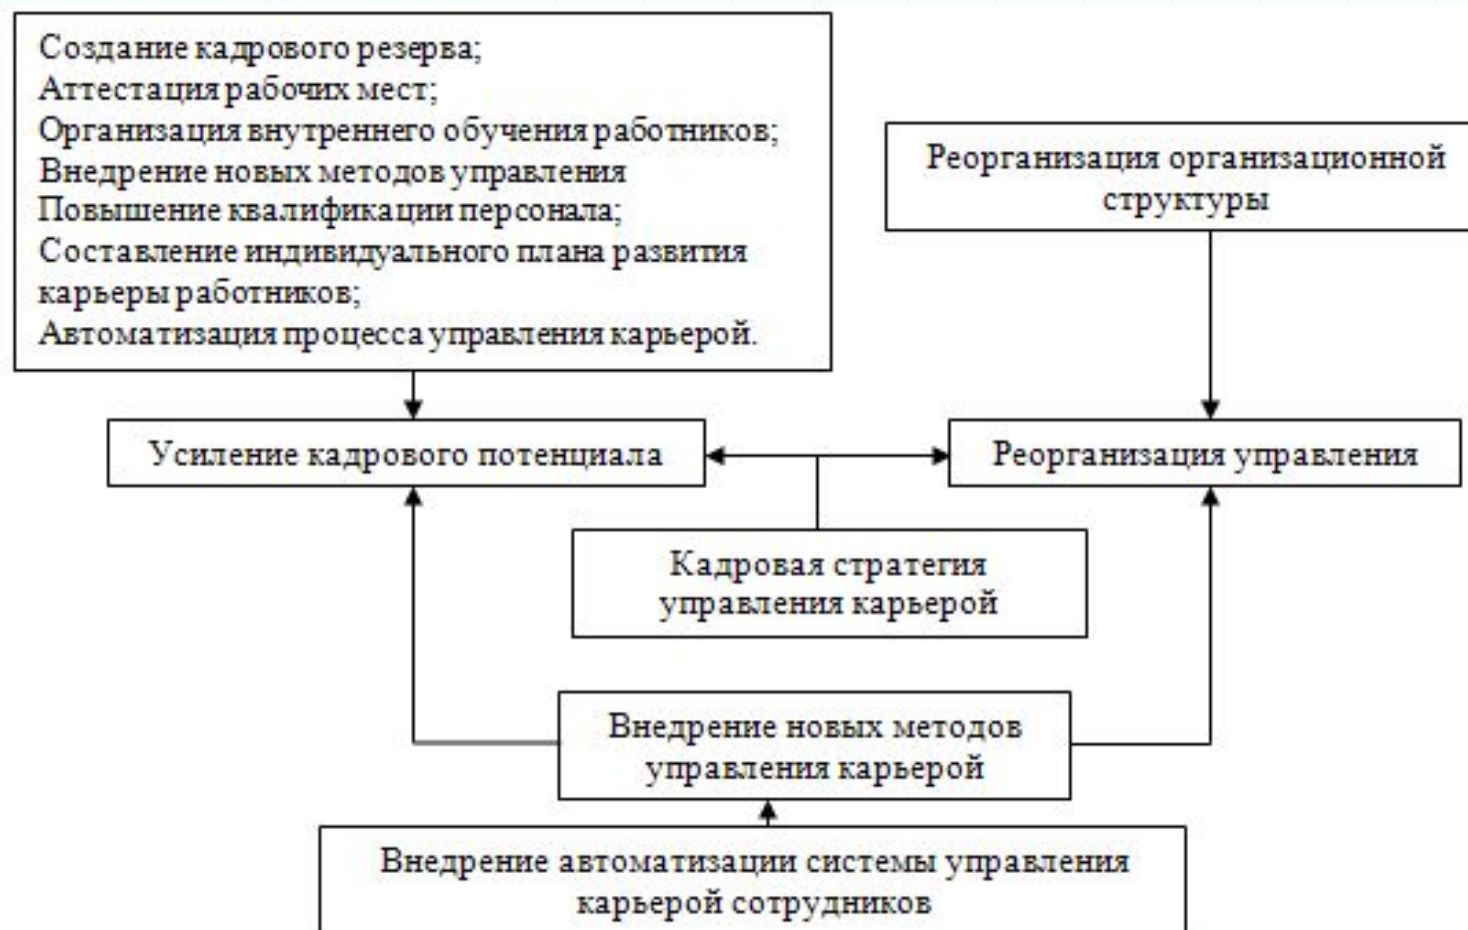 Создание кадрового резерва;
Аттестация рабочих мест;
Организация внутреннего обучения работников;
Внедрение новых методов управления
Повышение квалификации персонала;
Составление индивидуального плана развития
карьеры работников;
Автоматизация процесса управления карьерой.
Реорганизация организационной
структуры
Усиление кадрового потенциала
Реорганизация управления
Кадровая стратегия
управления карьерой
Внедрение новых методов
управления карьерой
Внедрение автоматизации системы управления
карьерой сотрудников